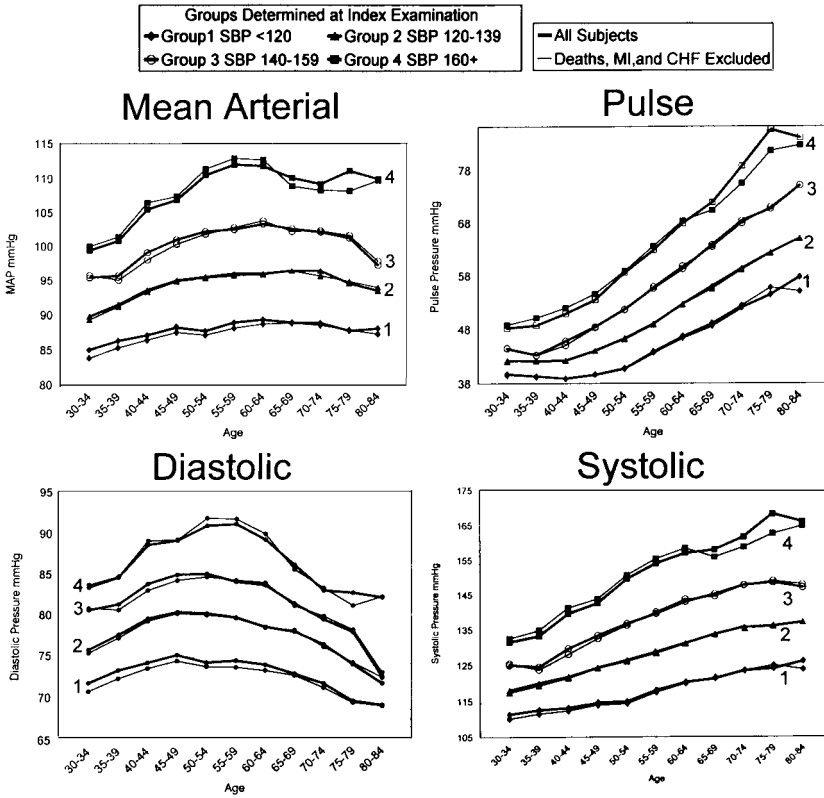 Groups Determined at Index Examination
Group1 SBP <120 Group 2 SBP 120-139
Group 3 SBP 140-159 Group 4 SBP 160+
All Subjects
Deaths, MI,and CHF Excluded
Mean Arterial
MAP mmHg
115
110
105
100
95
90
85
80
4
3
2
1
30-34 35-39 40-44 45-49 50-54 55-59 60-64 65-69 70-74 75-79 80-84
Age
Pulse
Pulse Pressure mmHg
78
68
58
48
38
4
3
2
1
30-34 35-39 40-44 45-49 50-54 55-59 60-64 65-69 70-74 75-79 80-84
Age
Diastolic
Diastolic Pressure mmHg
95
90
85
80
75
70
65
4
3
2
1
30-34 35-39 40-44 45-49 50-54 55-59 60-64 65-69 70-74 75-79 80-84
Age
Systolic
Systolic Pressure mmHg
175
165
155
145
135
125
115
105
4
3
2
1
30-34 35-39 40-44 45-49 50-54 55-59 60-64 65-69 70-74 75-79 80-84
Age